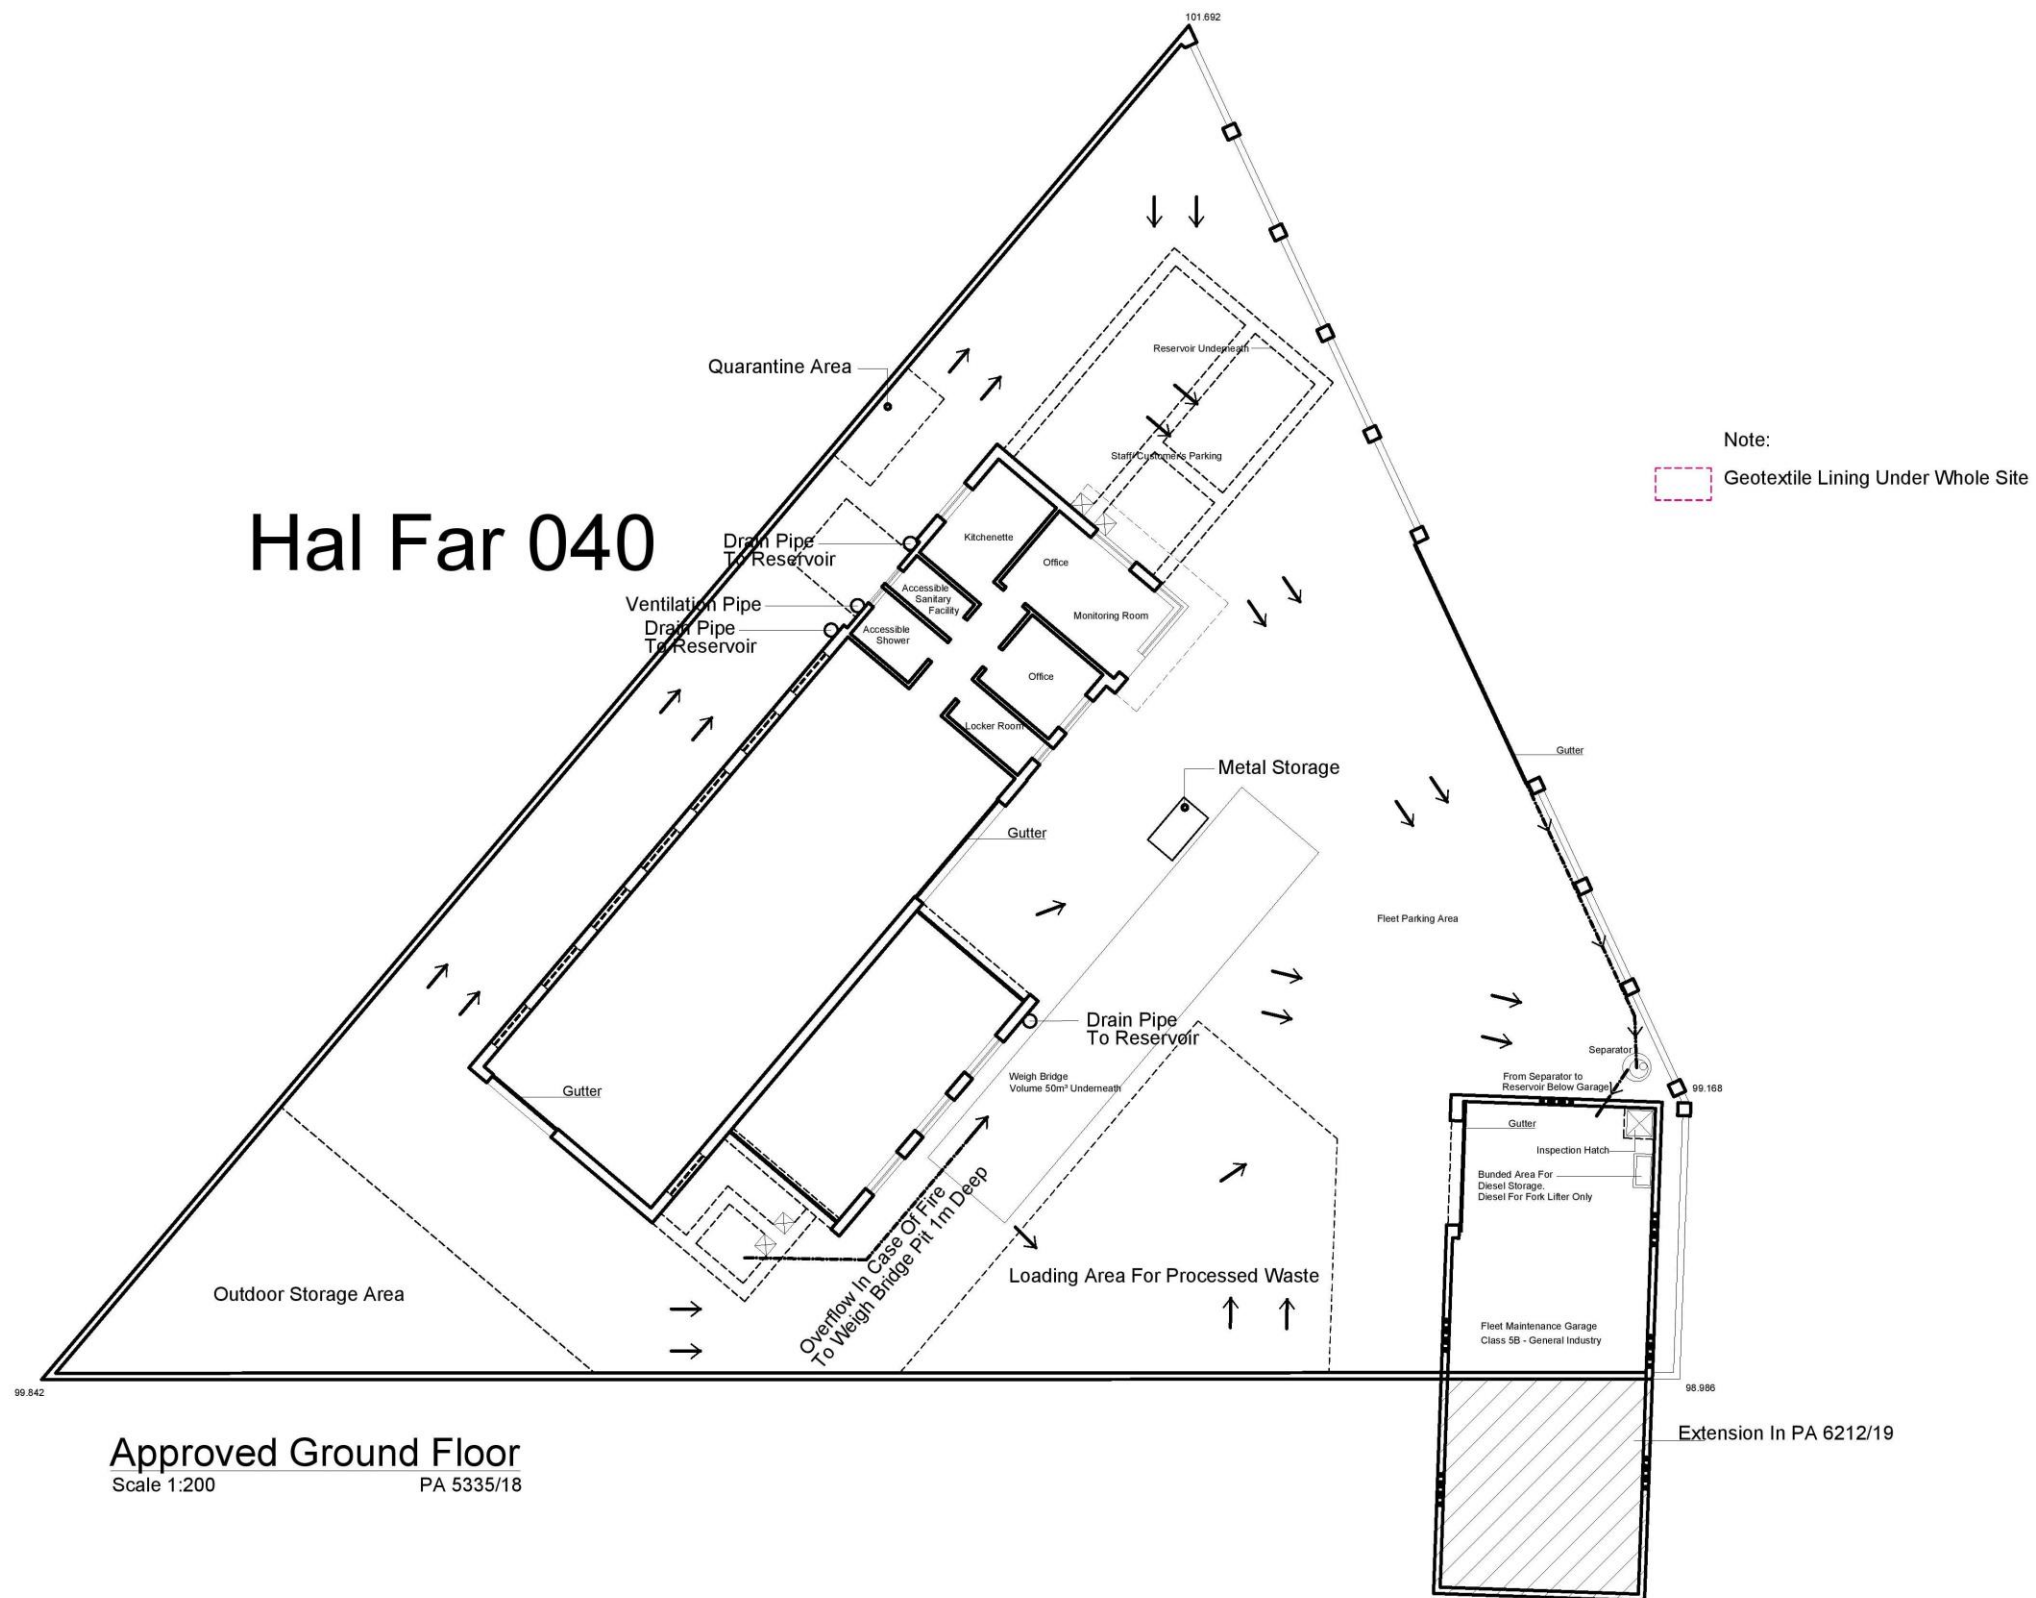 101.692
Reservoir Underneath
Quarantine Area
Staff/Customer's Parking
Note:
Geotextile Lining Under Whole Site
Hal Far 040
Drain Pipe
To Reservoir
Kitchenette
Office
Accessible
Sanitary
Facility
Ventilation Pipe
Drain Pipe
To Reservoir
Accessible
Shower
Monitoring Room
Office
Locker Room
Gutter
Metal Storage
Gutter
Fleet Parking Area
Drain Pipe
To Reservoir
Separator
Weigh Bridge
Volume 50m³ Underneath
From Separator to
Reservoir Below Garage
99.168
Gutter
Gutter
Inspection Hatch
Bunded Area For
Diesel Storage.
Diesel For Fork Lifter Only
Overflow In Case Of Fire
To Weigh Bridge Pit 1m Deep
Outdoor Storage Area
Loading Area For Processed Waste
Fleet Maintenance Garage
Class 5B - General Industry
99.842
98.986
Extension In PA 6212/19
Approved Ground Floor
Scale 1:200
PA 5335/18